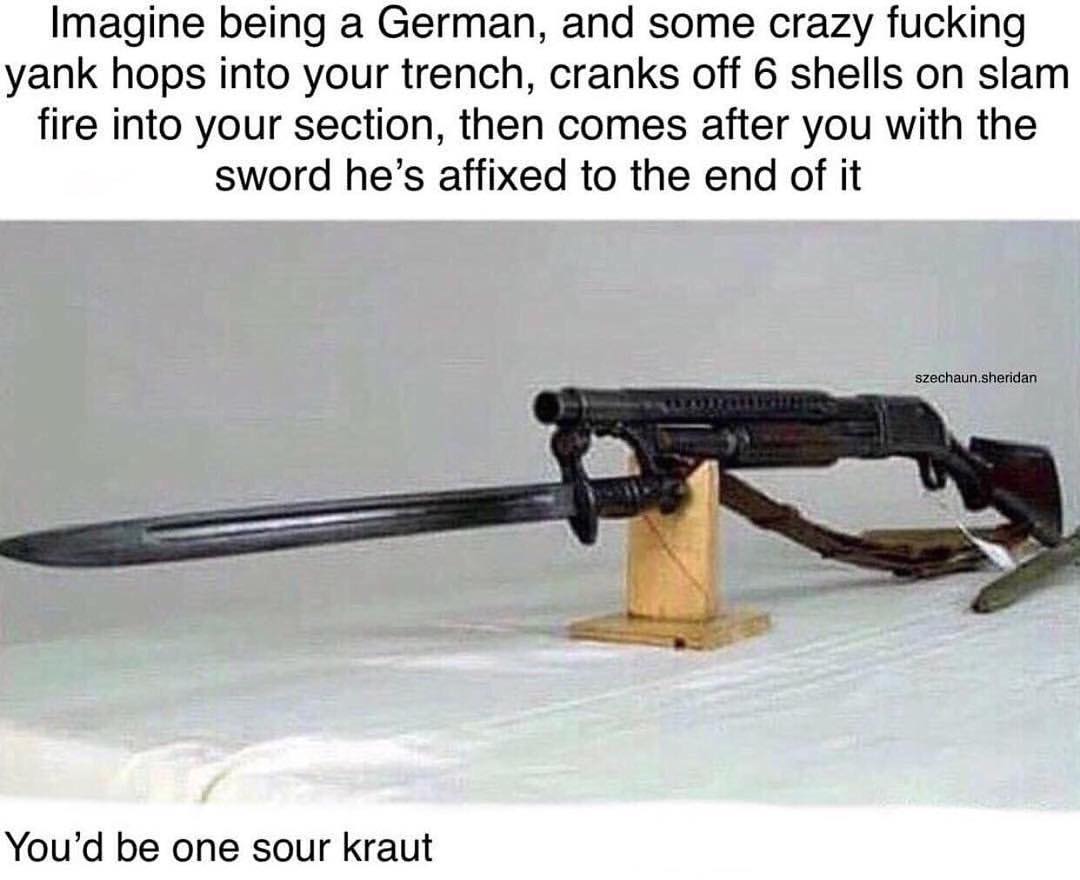 Imagine being a German, and some crazy fucking
yank hops into your trench, cranks off 6 shells on slam
fire into your section, then comes after you with the
sword he's affixed to the end of it
szechaun.sheridan
You'd be one sour kraut